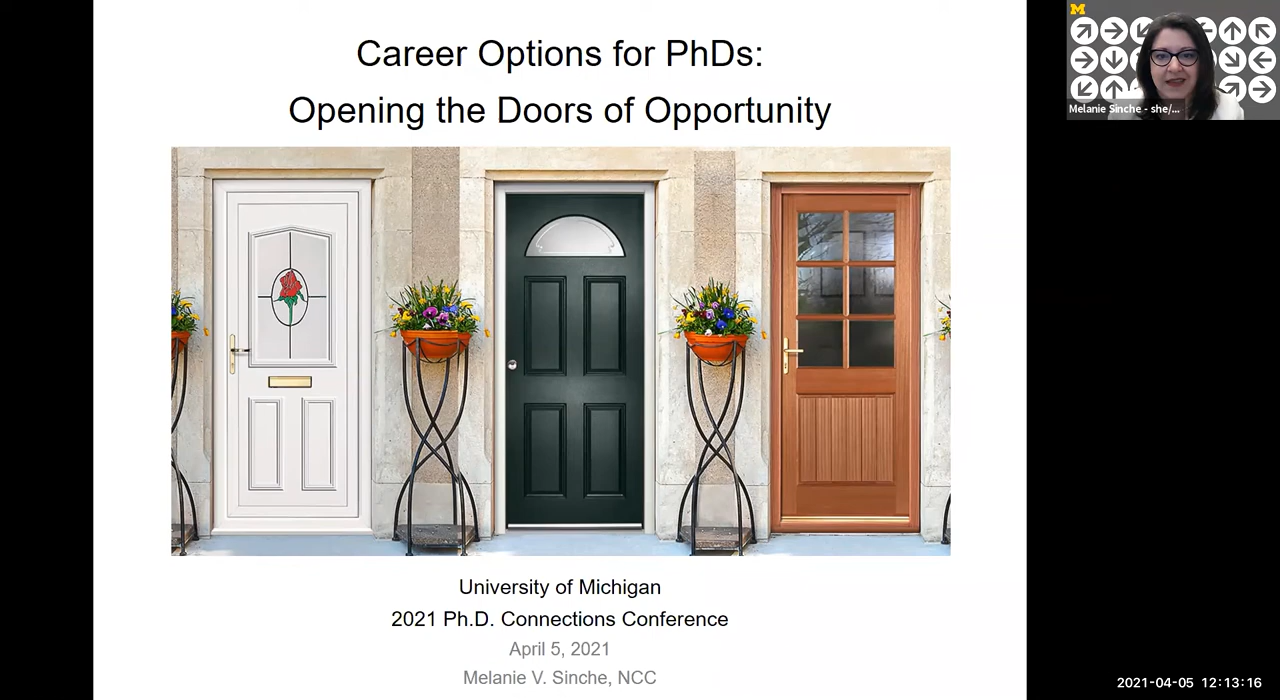 Career Options for PhDs:
Opening the Doors of Opportunity
University of Michigan
2021 Ph.D. Connections Conference
April 5, 2021
Melanie V. Sinche, NCC
M
Melanie Sinche - she/...
2021-04-05 12:13:16